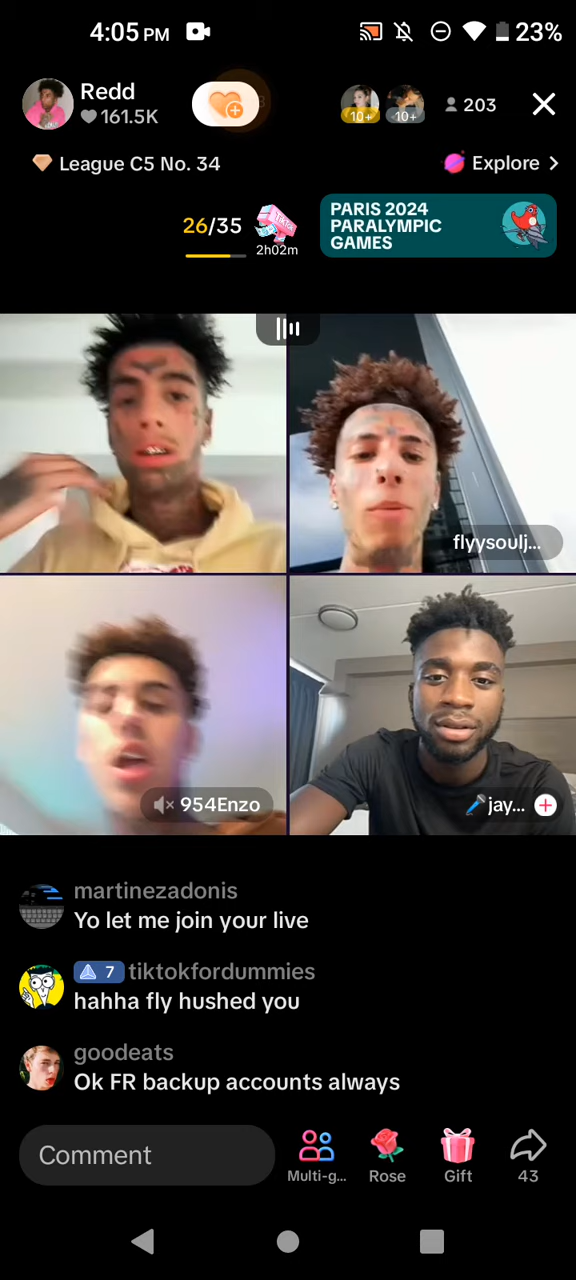 4:05 PM
23%
Redd
161.5K
10+
10+
203
League C5 No. 34
Explore
26/35
TikTok
2h02m
PARIS 2024
PARALYMPIC
GAMES
flyysoulj...
954Enzo
jay...
martinezadonis
Yo let me join your live
7 tiktokfordummies
hahha fly hushed you
goodeats
Ok FR backup accounts always
Comment
Multi-g...
Rose
Gift
43